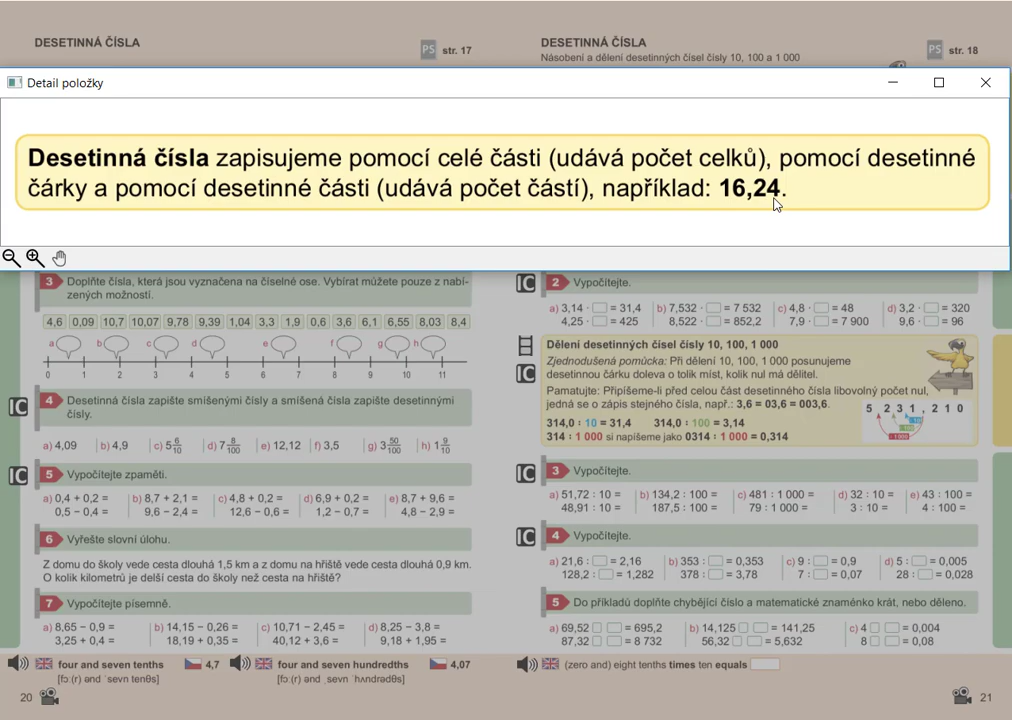 DESETINNÁ ČÍSLA
PS str. 17
DESETINNÁ ČÍSLA
Násobení a dělení desetinných čísel čísly 10, 100 a 1 000
PS str. 18
Detail položky
Desetinná čísla zapisujeme pomocí celé části (udává počet celků), pomocí desetinné
čárky a pomocí desetinné části (udává počet částí), například: 16,24.
3 Doplňte čísla, která jsou vyznačena na číselné ose. Vybírat můžete pouze z nabí-
zených možností.
4,6 0,09 10,7 10,07 9,78 9,39 1,04 3,3 1,9 0,6 3,6 6,1 6,55 8,03 8,4
a b c d e f g h
0 1 2 3 4 5 6 7 8 9 10 11
IC 4 Desetinná čísla zapište smíšenými čísly a smíšená čísla zapište desetinnými
čísly.
a) 4,09 b) 4,9 c) 5 6/10 d) 7 8/100 e) 12,12 f) 3,5 g) 3 50/100 h) 1 9/10
IC 5 Vypočítejte zpaměti.
a) 0,4 + 0,2 = b) 8,7 + 2,1 = c) 4,8 + 0,2 = d) 6,9 + 0,2 = e) 8,7 + 9,6 =
0,5 − 0,4 = 9,6 − 2,4 = 12,6 − 0,6 = 1,2 − 0,7 = 4,8 − 2,9 =
6 Vyřešte slovní úlohu.
Z domu do školy vede cesta dlouhá 1,5 km a z domu na hřiště vede cesta dlouhá 0,9 km.
O kolik kilometrů je delší cesta do školy než cesta na hřiště?
7 Vypočítejte písemně.
a) 8,65 − 0,9 = b) 14,15 − 0,26 = c) 10,71 − 2,45 = d) 8,25 − 3,8 =
3,25 + 0,4 = 18,19 + 0,35 = 40,12 + 3,6 = 9,18 + 1,95 =
four and seven tenths 4,7 four and seven hundredths 4,07
[fɔː(r) ənd ˈsevn tenθs] [fɔː(r) ənd ˌsevn ˈhʌndrədθs]
20
IC 2 Vypočítejte.
a) 3,14 · = 31,4 b) 7,532 · = 7 532 c) 4,8 · = 48 d) 3,2 · = 320
4,25 · = 425 8,522 · = 852,2 7,9 · = 7 900 9,6 · = 96
Dělení desetinných čísel čísly 10, 100, 1 000
IC Zjednodušená pomůcka: Při dělení 10, 100, 1 000 posunujeme
desetinnou čárku doleva o tolik míst, kolik nul má dělitel.
Pamatujte: Připíšeme-li před celou část desetinného čísla libovolný počet nul,
jedná se o zápis stejného čísla, např.: 3,6 = 03,6 = 003,6.
5 2 3 1 , 2 1 0
:10
:100
:1 000
314,0 : 10 = 31,4 314,0 : 100 = 3,14
314 : 1 000 si napíšeme jako 0314 : 1 000 = 0,314
IC 3 Vypočítejte.
a) 51,72 : 10 = b) 134,2 : 100 = c) 481 : 1 000 = d) 32 : 10 = e) 43 : 100 =
48,91 : 10 = 187,5 : 100 = 79 : 1 000 = 3 : 10 = 4 : 100 =
IC 4 Vypočítejte.
a) 21,6 : = 2,16 b) 353 : = 0,353 c) 9 : = 0,9 d) 5 : = 0,005
128,2 : = 1,282 378 : = 3,78 7 : = 0,07 28 : = 0,028
5 Do příkladů doplňte chybějící číslo a matematické znaménko krát, nebo děleno.
a) 69,52 = 695,2 b) 14,125 = 141,25 c) 4 = 0,004
87,32 = 8 732 56,32 = 5,632 8 = 0,08
(zero and) eight tenths times ten equals
21